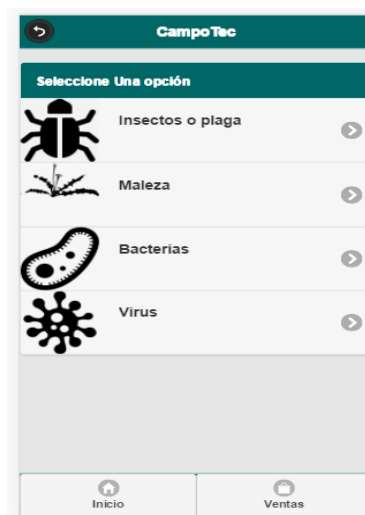 CampoTec
Seleccione Una opción
Insectos o plaga
Maleza
Bacterias
Virus
Inicio
Ventas